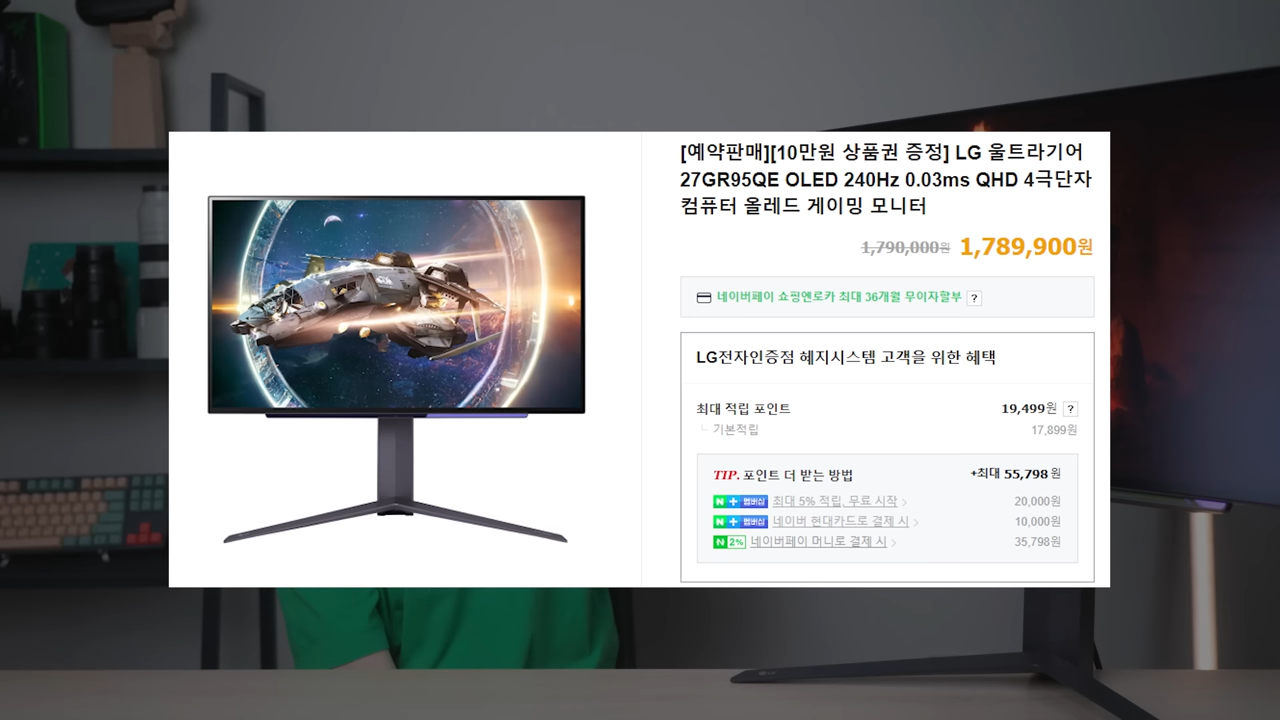 [예약판매][10만원 상품권 증정] LG 울트라기어
27GR95QE OLED 240Hz 0.03ms QHD 4극단자
컴퓨터 올레드 게이밍 모니터
1,790,000원 1,789,900원
네이버페이 쇼핑엔로카 최대 36개월 무이자할부 ?
LG전자인증점 혜지시스템 고객을 위한 혜택
최대 적립 포인트 19,499원 ?
기본적립 17,899원
TIP. 포인트 더 받는 방법 +최대 55,798원
N + 멤버십 최대 5% 적립, 무료 시작 > 20,000원
N + 멤버십 네이버 현대카드로 결제 시 > 10,000원
N 2% 네이버페이 머니로 결제 시 > 35,798원